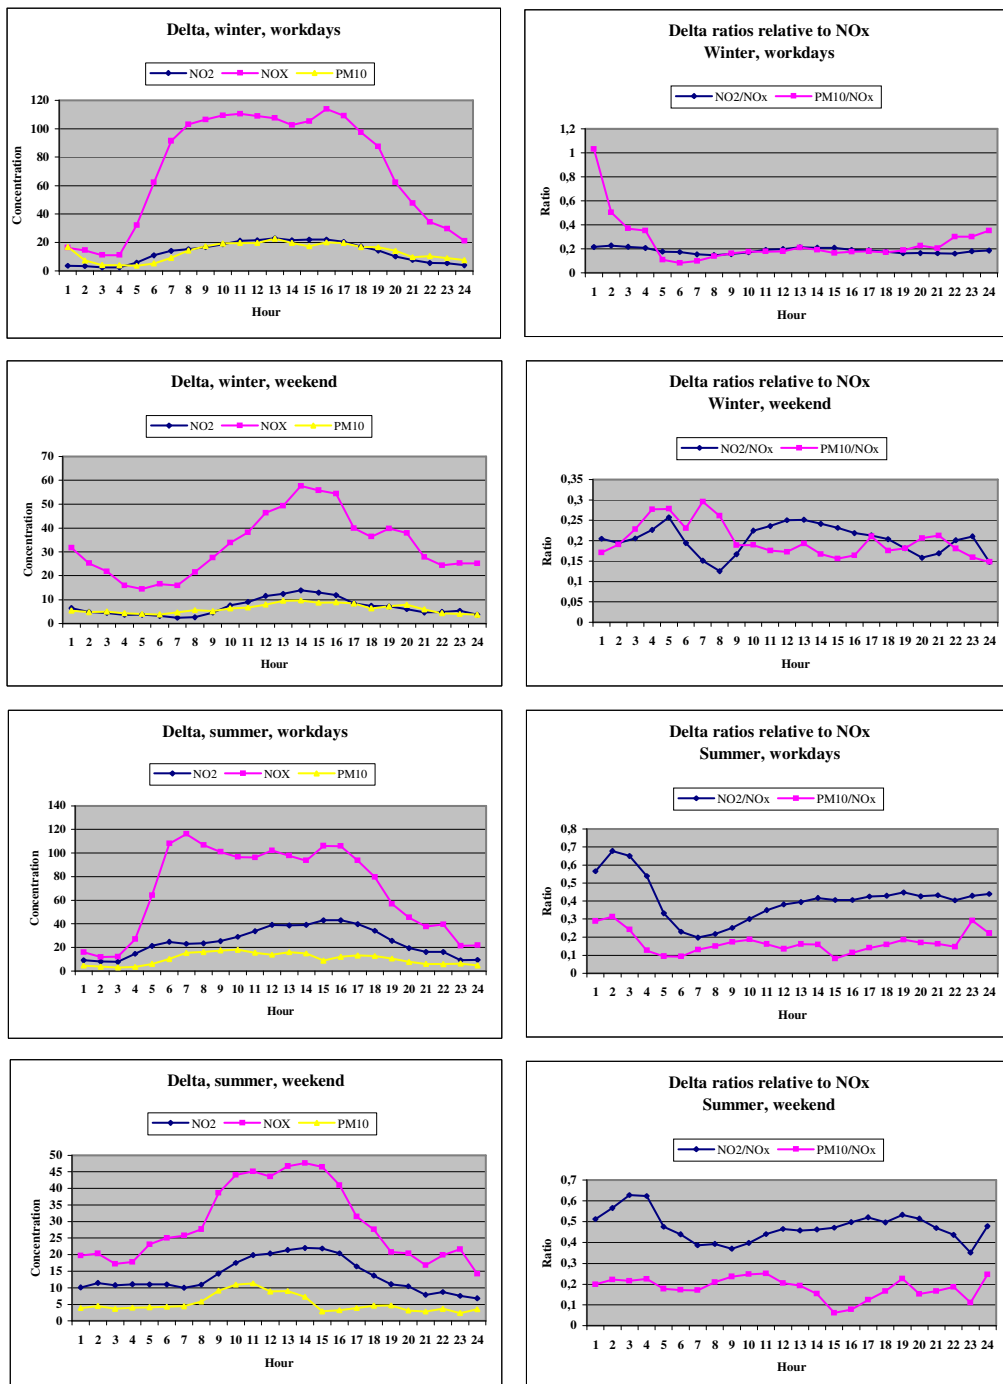 Delta, winter, workdays
NO2 NOX PM10
Concentration
120
100
80
60
40
20
0
1 2 3 4 5 6 7 8 9 10 11 12 13 14 15 16 17 18 19 20 21 22 23 24
Hour
Delta ratios relative to NOx
Winter, workdays
NO2/NOx PM10/NOx
Ratio
1,2
1
0,8
0,6
0,4
0,2
0
1 2 3 4 5 6 7 8 9 10 11 12 13 14 15 16 17 18 19 20 21 22 23 24
Hour
Delta, winter, weekend
NO2 NOX PM10
Concentration
70
60
50
40
30
20
10
0
1 2 3 4 5 6 7 8 9 10 11 12 13 14 15 16 17 18 19 20 21 22 23 24
Hour
Delta ratios relative to NOx
Winter, weekend
NO2/NOx PM10/NOx
Ratio
0,35
0,3
0,25
0,2
0,15
0,1
0,05
0
1 2 3 4 5 6 7 8 9 10 11 12 13 14 15 16 17 18 19 20 21 22 23 24
Hour
Delta, summer, workdays
NO2 NOX PM10
Concentration
140
120
100
80
60
40
20
0
1 2 3 4 5 6 7 8 9 10 11 12 13 14 15 16 17 18 19 20 21 22 23 24
Hour
Delta ratios relative to NOx
Summer, workdays
NO2/NOx PM10/NOx
Ratio
0,8
0,7
0,6
0,5
0,4
0,3
0,2
0,1
0
1 2 3 4 5 6 7 8 9 10 11 12 13 14 15 16 17 18 19 20 21 22 23 24
Hour
Delta, summer, weekend
NO2 NOX PM10
Concentration
50
45
40
35
30
25
20
15
10
5
0
1 2 3 4 5 6 7 8 9 10 11 12 13 14 15 16 17 18 19 20 21 22 23 24
Hour
Delta ratios relative to NOx
Summer, weekend
NO2/NOx PM10/NOx
Ratio
0,7
0,6
0,5
0,4
0,3
0,2
0,1
0
1 2 3 4 5 6 7 8 9 10 11 12 13 14 15 16 17 18 19 20 21 22 23 24
Hour